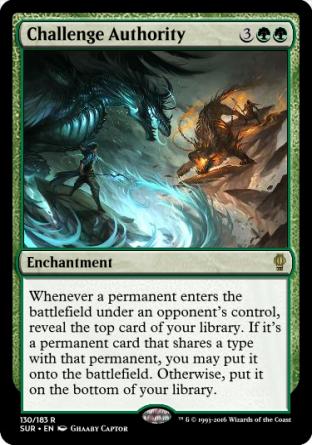 Challenge Authority 3
Enchantment
Whenever a permanent enters the
battlefield under an opponent's control,
reveal the top card of your library. If it's
a permanent card that shares a type
with that permanent, you may put it
onto the battlefield. Otherwise, put it
on the bottom of your library.
130/183 R
SUR • EN Ghaaby Captor
™ & © 1993-2016 Wizards of the Coast